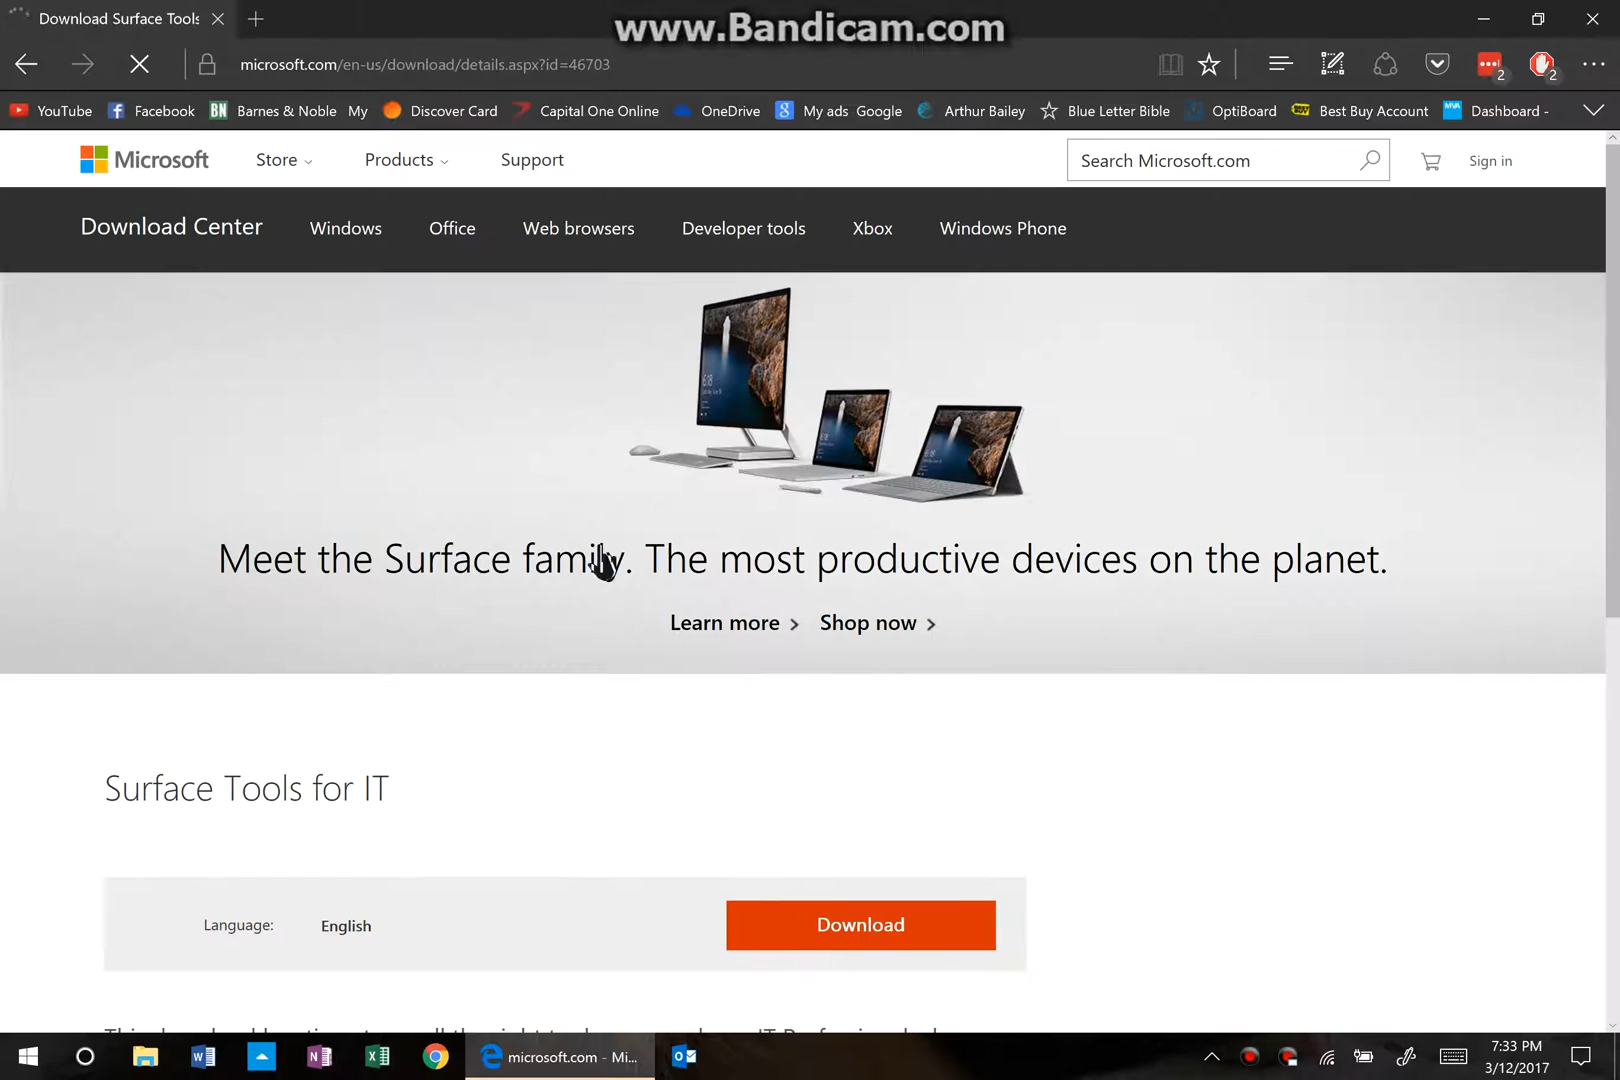 Download Surface Tools
www.Bandicam.com
microsoft.com/en-us/download/details.aspx?id=46703
2
2
YouTube Facebook BN Barnes & Noble My Discover Card Capital One Online OneDrive My ads Google Arthur Bailey Blue Letter Bible OptiBoard Best Buy Account MVA Dashboard -
Microsoft Store Products Support Search Microsoft.com Sign in
Download Center Windows Office Web browsers Developer tools Xbox Windows Phone
Meet the Surface family. The most productive devices on the planet.
Learn more > Shop now >
Surface Tools for IT
Language: English Download
microsoft.com - Mi...
7:33 PM
3/12/2017